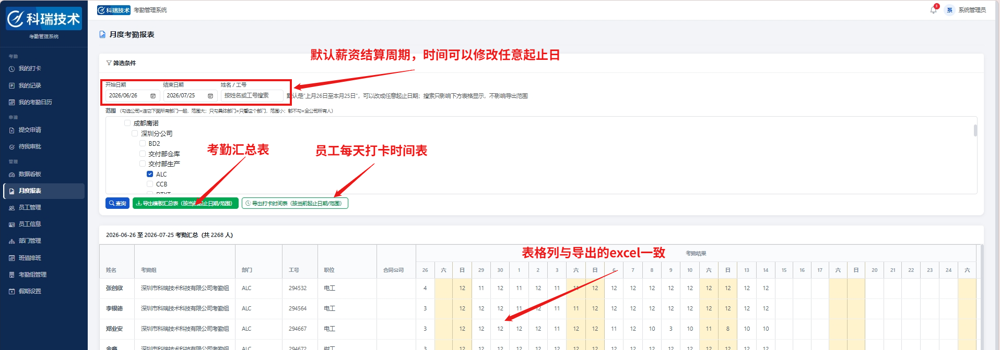 科瑞技术
考勤管理系统
科瑞技术 考勤管理系统
3
系 系统管理员
考勤
我的打卡
我的记录
我的考勤日历
申请
提交申请
待我审批
管理
数据看板
月度报表
员工管理
员工信息
部门管理
班值排班
考勤组管理
假期设置
月度考勤报表
默认薪资结算周期，时间可以修改任意起止日
筛选条件
开始日期 结束日期 姓名 / 工号
2026/06/26 2026/07/25 按姓名或工号搜索 默认是“上月26日至本月25日”，可以改成任意起止日期；搜索只影响下方表格显示，不影响导出范围
范围 （勾选公司=连它下面所有部门一起，范围大；只勾具体部门=只看这个部门，范围小；都不勾=全公司所有人）
成都鹰诺
深圳分公司
BD2
交付部仓库
交付部生产
ALC
CCB
考勤汇总表
员工每天打卡时间表
查询 导出模板汇总表（按当前起止日期/范围） 导出打卡时间表（按当前起止日期/范围）
2026-06-26 至 2026-07-25 考勤汇总（共 2268 人）
表格列与导出的excel一致
考勤结果
姓名 考勤组 部门 工号 职位 合同公司 26 六 日 29 30 1 2 3 六 日 6 7 8 9 10 六 日 13 14 15 16 17 六 日 20 21 22 23 24 六
张创欣 深圳市科瑞技术科技有限公司考勤组 ALC 294532 电工 4 12 11 12 11 12 11 11 12 12 12 12 12 12 12 12 12 12
李银德 深圳市科瑞技术科技有限公司考勤组 ALC 294564 电工 3 12 12 12 11 12 11 11 12 12 12 12 12 12 12 12 12 12
郑业安 深圳市科瑞技术科技有限公司考勤组 ALC 294667 电工 3 12 12 12 12 12 11 12 12 11 12 10 3 10 11 8 10 10
深圳市科瑞技术科技有限公司考勤组 ALC 294672 钳工 3 12 12 12 12 12 11 12 12 12 12 12 12 12 12 12 12 12